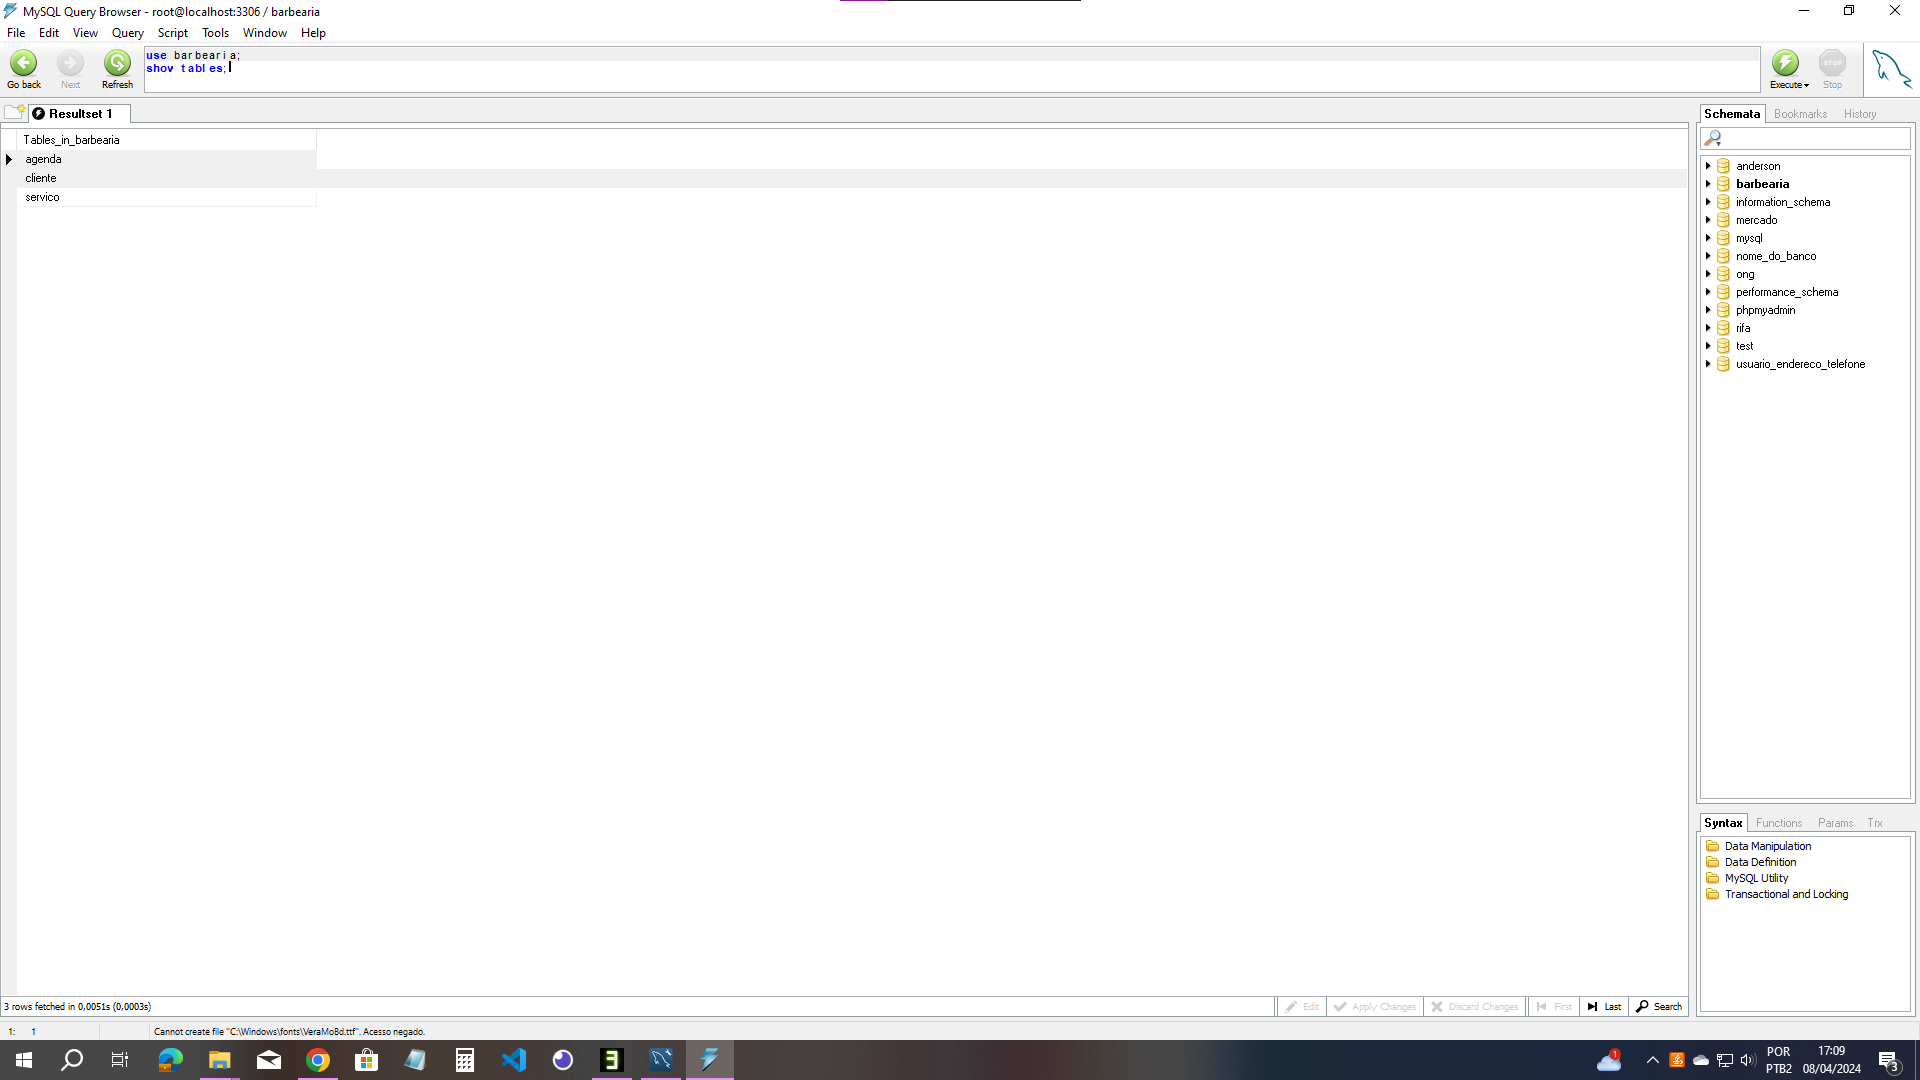 MySQL Query Browser - root@localhost:3306 / barbearia
File Edit View Query Script Tools Window Help
Go back
Next
Refresh
use barbearia;
show tables;
Execute
STOP
Stop
Resultset 1
Tables_in_barbearia
agenda
cliente
servico
Schemata Bookmarks History
anderson
barbearia
information_schema
mercado
mysql
nome_do_banco
ong
performance_schema
phpmyadmin
rifa
test
usuario_endereco_telefone
Syntax Functions Params Trx
Data Manipulation
Data Definition
MySQL Utility
Transactional and Locking
3 rows fetched in 0,0051s (0,0003s)
Edit Apply Changes Discard Changes First Last Search
1: 1
Cannot create file "C:\Windows\fonts\VeraMoBd.ttf". Acesso negado.
1
POR
PTB2
17:09
08/04/2024
3